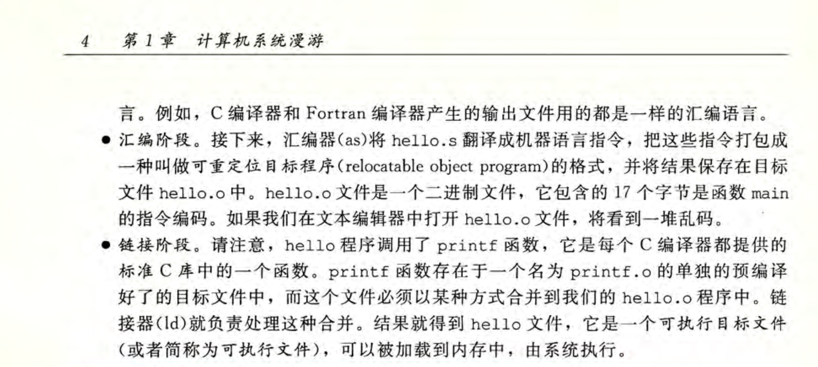 4 第1章 计算机系统漫游
言。例如，C 编译器和 Fortran 编译器产生的输出文件用的都是一样的汇编语言。
● 汇编阶段。接下来，汇编器(as)将 hello.s 翻译成机器语言指令，把这些指令打包成
一种叫做可重定位目标程序(relocatable object program)的格式，并将结果保存在目标
文件 hello.o 中。hello.o 文件是一个二进制文件，它包含的 17 个字节是函数 main
的指令编码。如果我们在文本编辑器中打开 hello.o 文件，将看到一堆乱码。
● 链接阶段。请注意，hello 程序调用了 printf 函数，它是每个 C 编译器都提供的
标准 C 库中的一个函数。printf 函数存在于一个名为 printf.o 的单独的预编译
好了的目标文件中，而这个文件必须以某种方式合并到我们的 hello.o 程序中。链
接器(ld)就负责处理这种合并。结果就得到 hello 文件，它是一个可执行目标文件
(或者简称为可执行文件)，可以被加载到内存中，由系统执行。